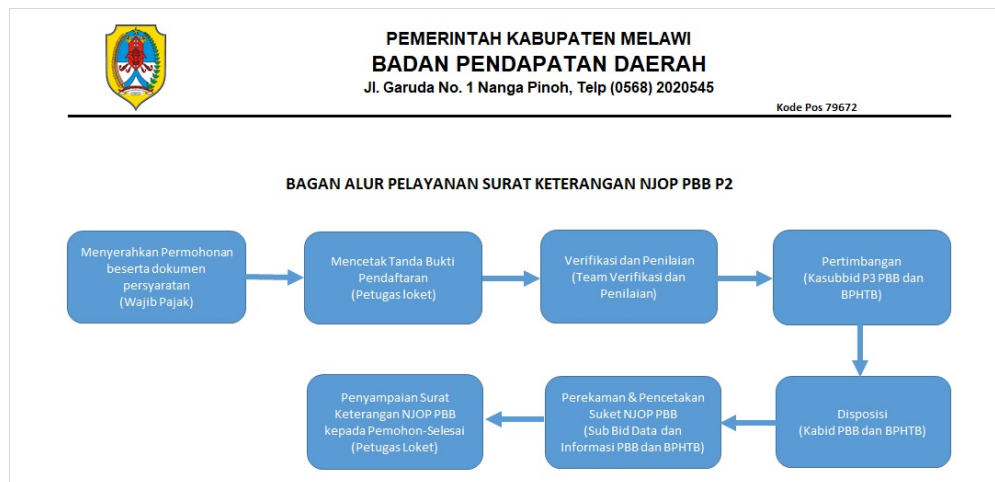 PEMERINTAH KABUPATEN MELAWI
BADAN PENDAPATAN DAERAH
Jl. Garuda No. 1 Nanga Pinoh, Telp (0568) 2020545
Kode Pos 79672
BAGAN ALUR PELAYANAN SURAT KETERANGAN NJOP PBB P2
Menyerahkan Permohonan
beserta dokumen
persyaratan
(Wajib Pajak)
Mencetak Tanda Bukti
Pendaftaran
(Petugas loket)
Verifikasi dan Penilaian
(Team Verifikasi dan
Penilaian)
Pertimbangan
(Kasubbid P3 PBB dan
BPHTB)
Disposisi
(Kabid PBB dan BPHTB)
Perekaman & Pencetakan
Suket NJOP PBB
(Sub Bid Data dan
Informasi PBB dan BPHTB)
Penyampaian Surat
Keterangan NJOP PBB
kepada Pemohon-Selesai
(Petugas Loket)